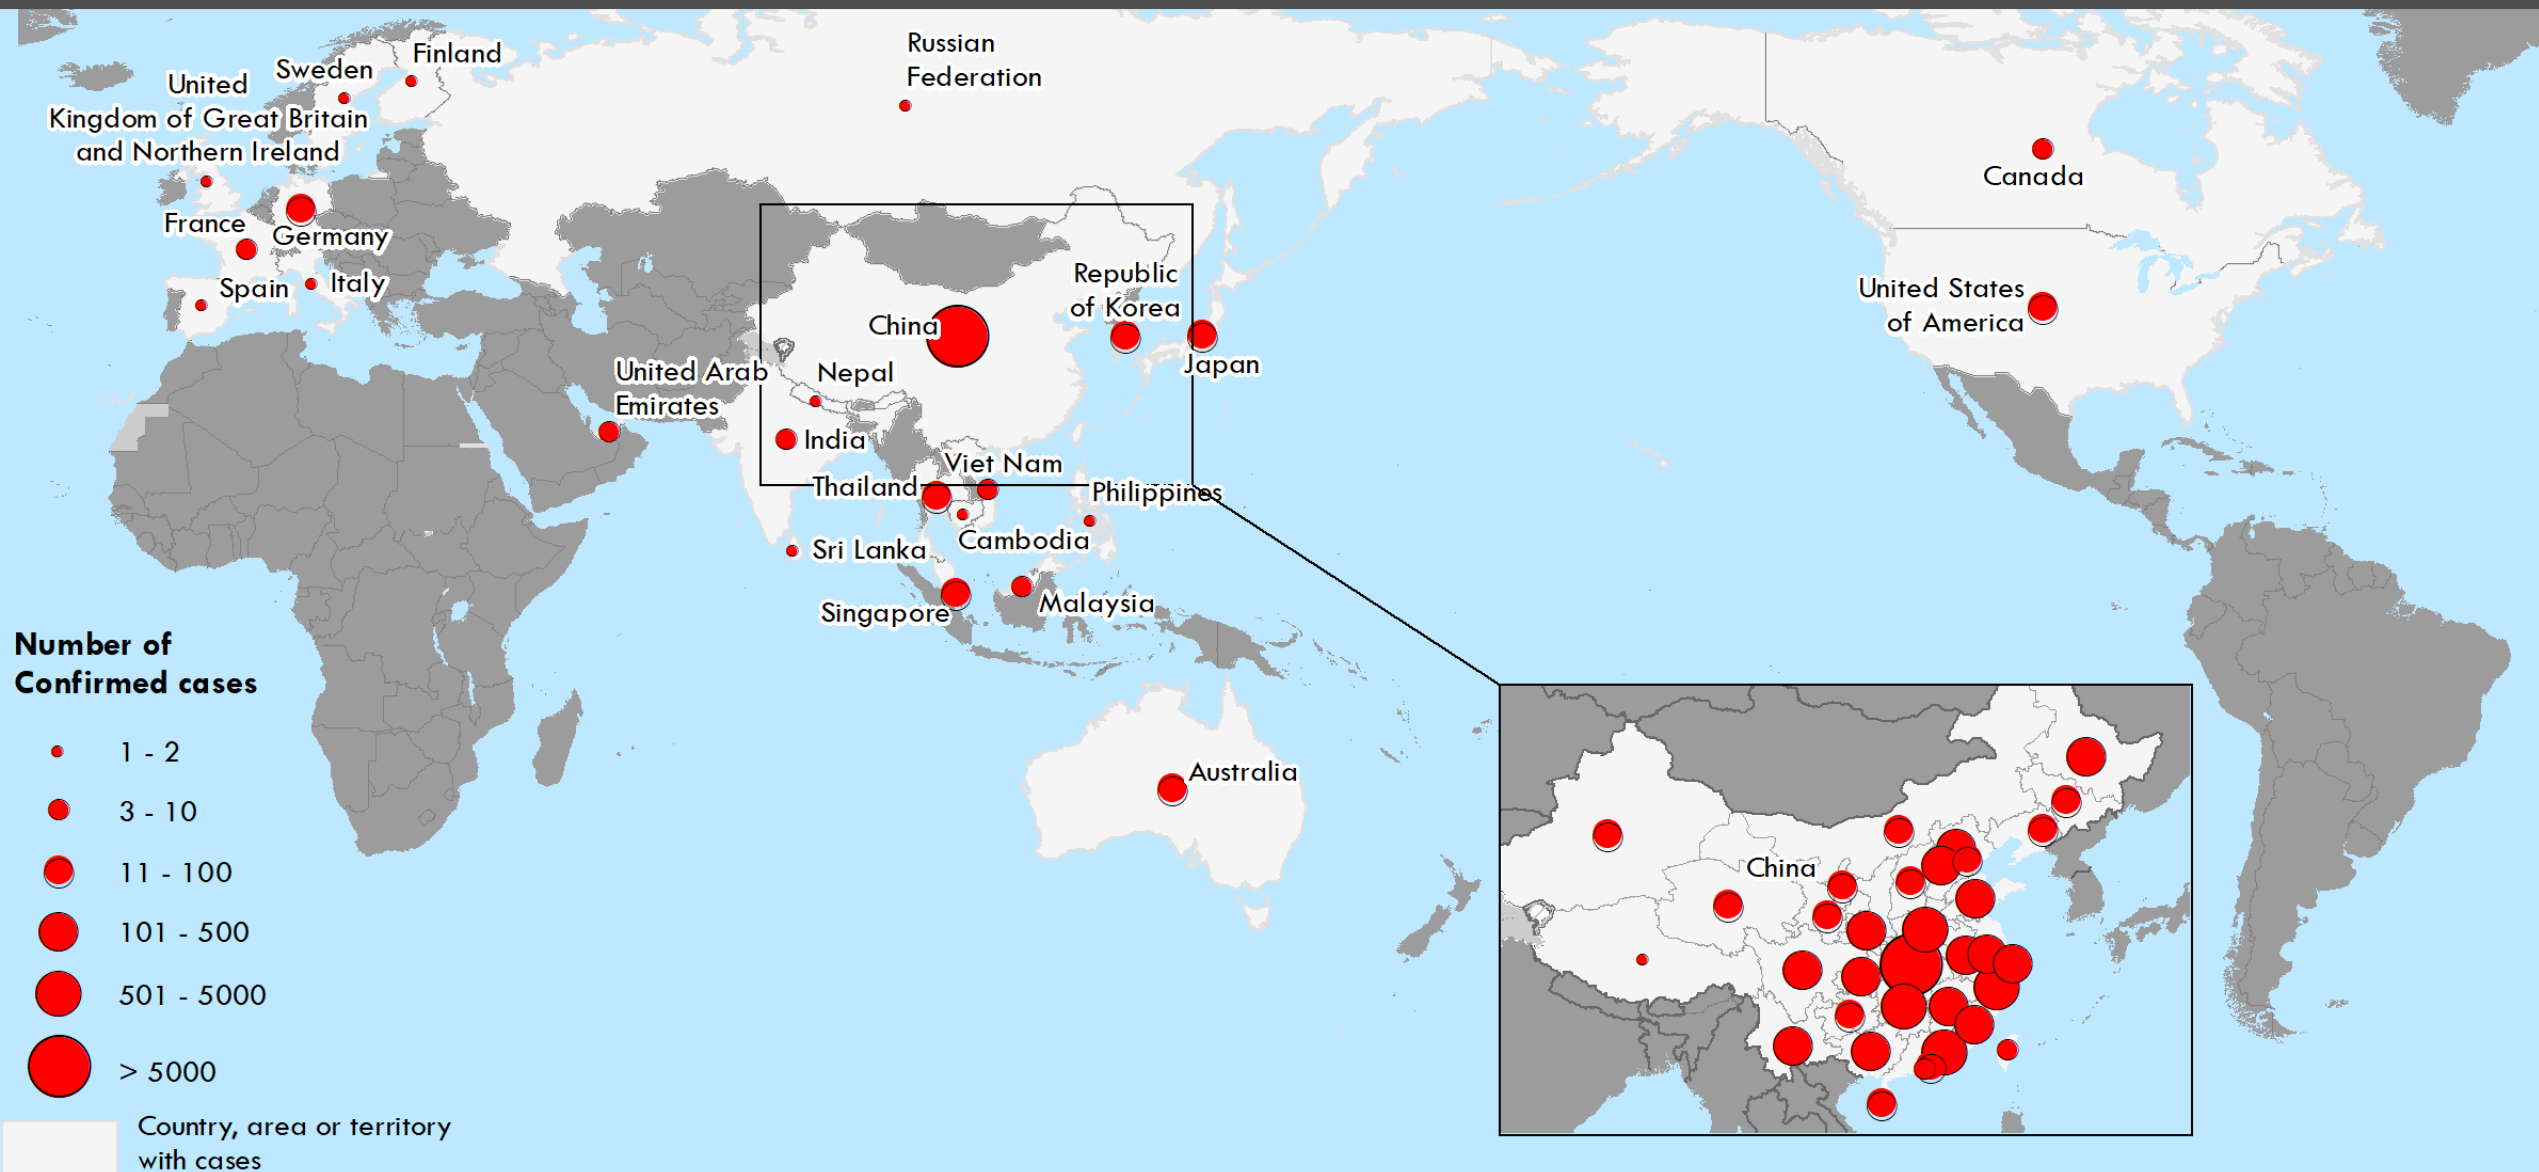 Finland
Sweden
United
Kingdom of Great Britain
and Northern Ireland
Russian
Federation
France
Germany
Spain
Italy
Canada
United States
of America
Republic
of Korea
China
Japan
United Arab
Emirates
Nepal
India
Viet Nam
Thailand
Philippines
Cambodia
Sri Lanka
Singapore
Malaysia
Australia
China
Number of
Confirmed cases
1 - 2
3 - 10
11 - 100
101 - 500
501 - 5000
> 5000
Country, area or territory
with cases